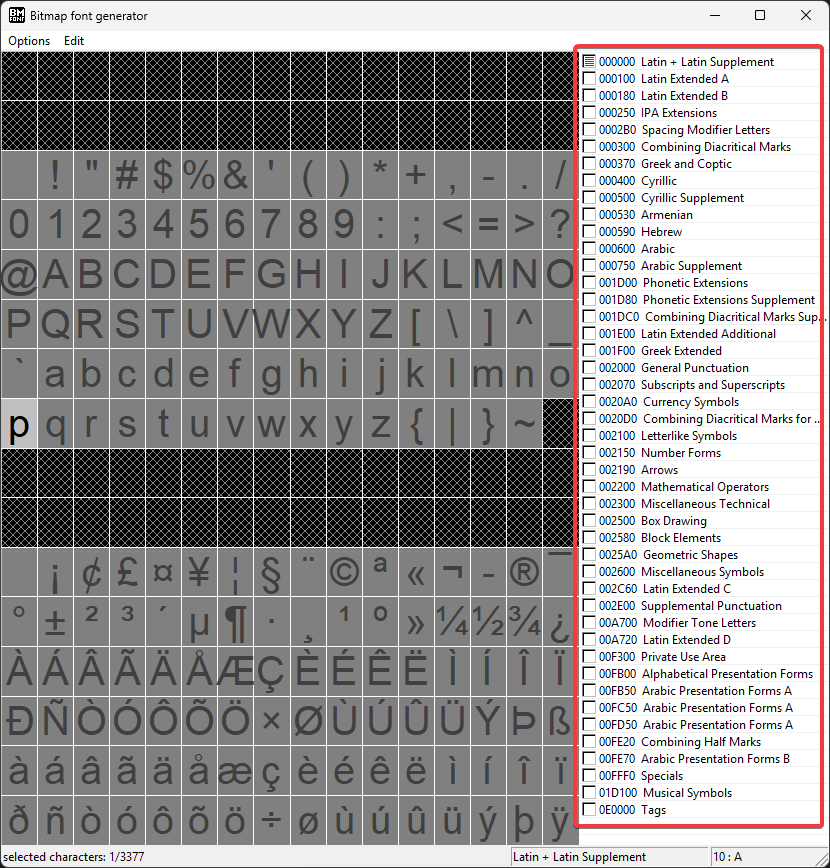 BM FONT Bitmap font generator
Options Edit
! " # $ % & ' ( ) * + , - . /
0 1 2 3 4 5 6 7 8 9 : ; < = > ?
@ A B C D E F G H I J K L M N O
P Q R S T U V W X Y Z [ \ ] ^ _
` a b c d e f g h i j k l m n o
p q r s t u v w x y z { | } ~
¡ ¢ £ ¤ ¥ ¦ § ¨ © ª « ¬ - ® ¯
° ± ² ³ ´ µ ¶ · ¸ ¹ º » ¼ ½ ¾ ¿
À Á Â Ã Ä Å Æ Ç È É Ê Ë Ì Í Î Ï
Ð Ñ Ò Ó Ô Õ Ö × Ø Ù Ú Û Ü Ý Þ ß
à á â ã ä å æ ç è é ê ë ì í î ï
ð ñ ò ó ô õ ö ÷ ø ù ú û ü ý þ ÿ
000000 Latin + Latin Supplement
000100 Latin Extended A
000180 Latin Extended B
000250 IPA Extensions
0002B0 Spacing Modifier Letters
000300 Combining Diacritical Marks
000370 Greek and Coptic
000400 Cyrillic
000500 Cyrillic Supplement
000530 Armenian
000590 Hebrew
000600 Arabic
000750 Arabic Supplement
001D00 Phonetic Extensions
001D80 Phonetic Extensions Supplement
001DC0 Combining Diacritical Marks Sup...
001E00 Latin Extended Additional
001F00 Greek Extended
002000 General Punctuation
002070 Subscripts and Superscripts
0020A0 Currency Symbols
0020D0 Combining Diacritical Marks for ...
002100 Letterlike Symbols
002150 Number Forms
002190 Arrows
002200 Mathematical Operators
002300 Miscellaneous Technical
002500 Box Drawing
002580 Block Elements
0025A0 Geometric Shapes
002600 Miscellaneous Symbols
002C60 Latin Extended C
002E00 Supplemental Punctuation
00A700 Modifier Tone Letters
00A720 Latin Extended D
00F300 Private Use Area
00FB00 Alphabetical Presentation Forms
00FB50 Arabic Presentation Forms A
00FC50 Arabic Presentation Forms A
00FD50 Arabic Presentation Forms A
00FE20 Combining Half Marks
00FE70 Arabic Presentation Forms B
00FFF0 Specials
01D100 Musical Symbols
0E0000 Tags
selected characters: 1/3377
Latin + Latin Supplement
10 : A